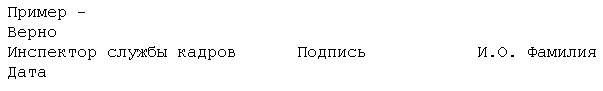 Пример -
Верно
Инспектор службы кадров Подпись И.О. Фамилия
Дата